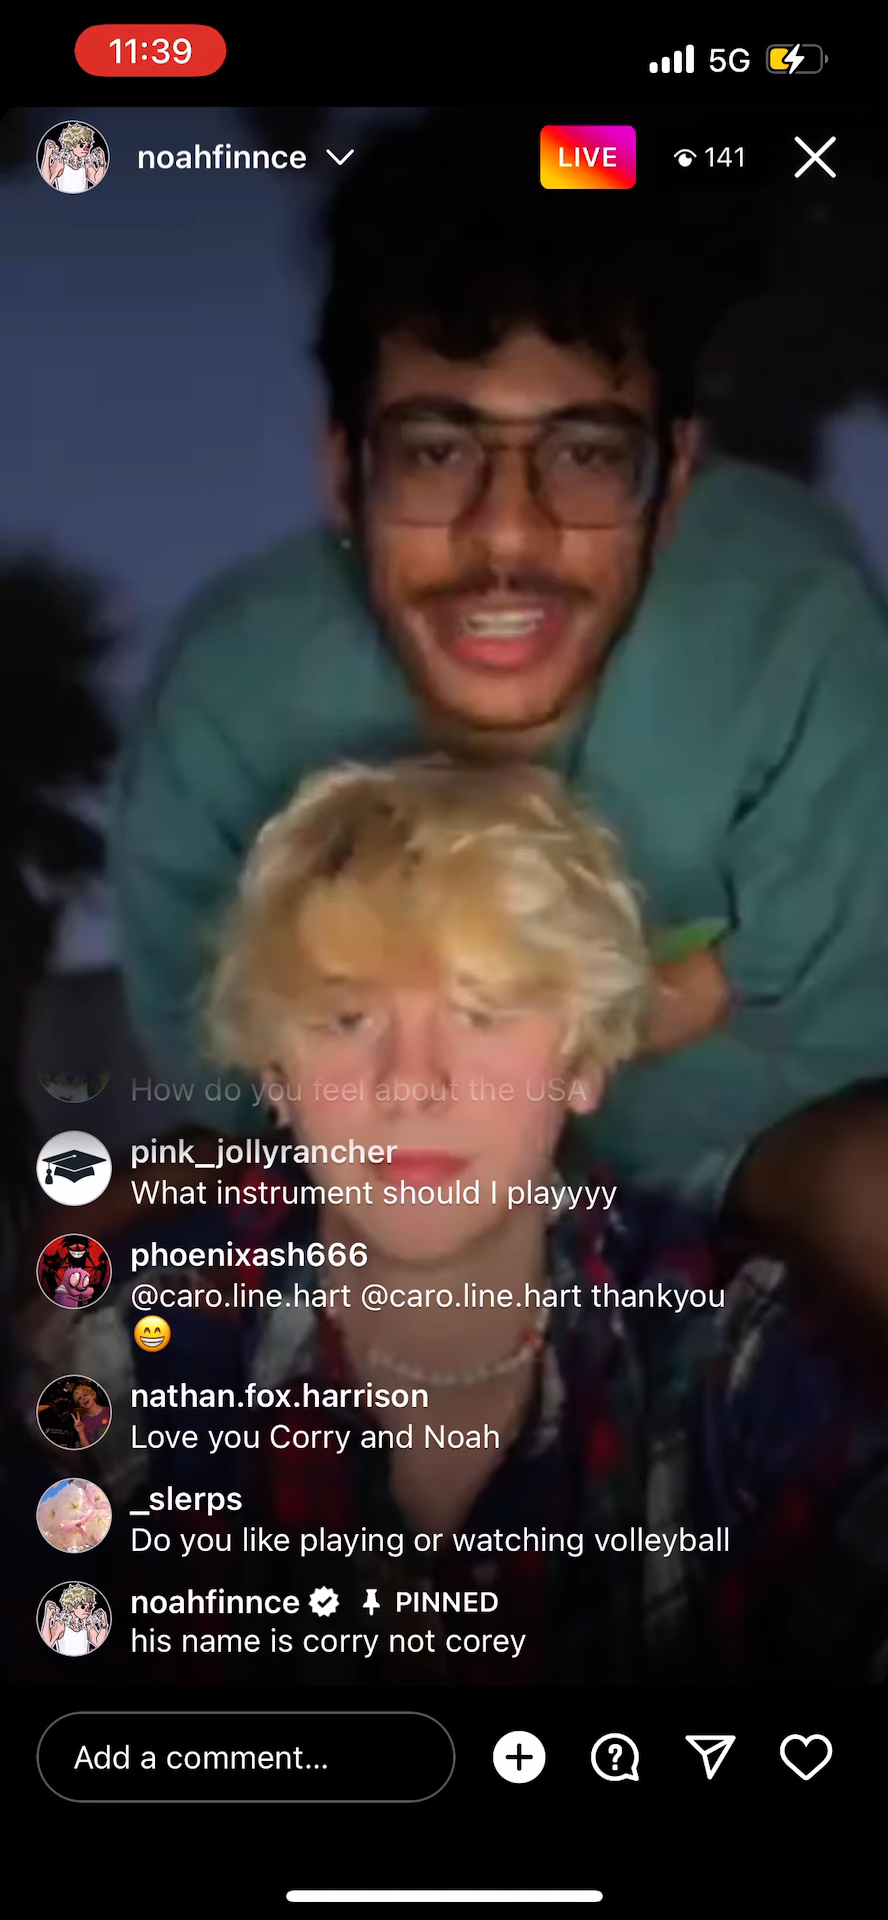 11:39
5G
noahfinnce
LIVE
141
How do you feel about the USA
pink_jollyrancher
What instrument should I playyyy
phoenixash666
@caro.line.hart @caro.line.hart thankyou
😁
nathan.fox.harrison
Love you Corry and Noah
_slerps
Do you like playing or watching volleyball
noahfinnce PINNED
his name is corry not corey
Add a comment...